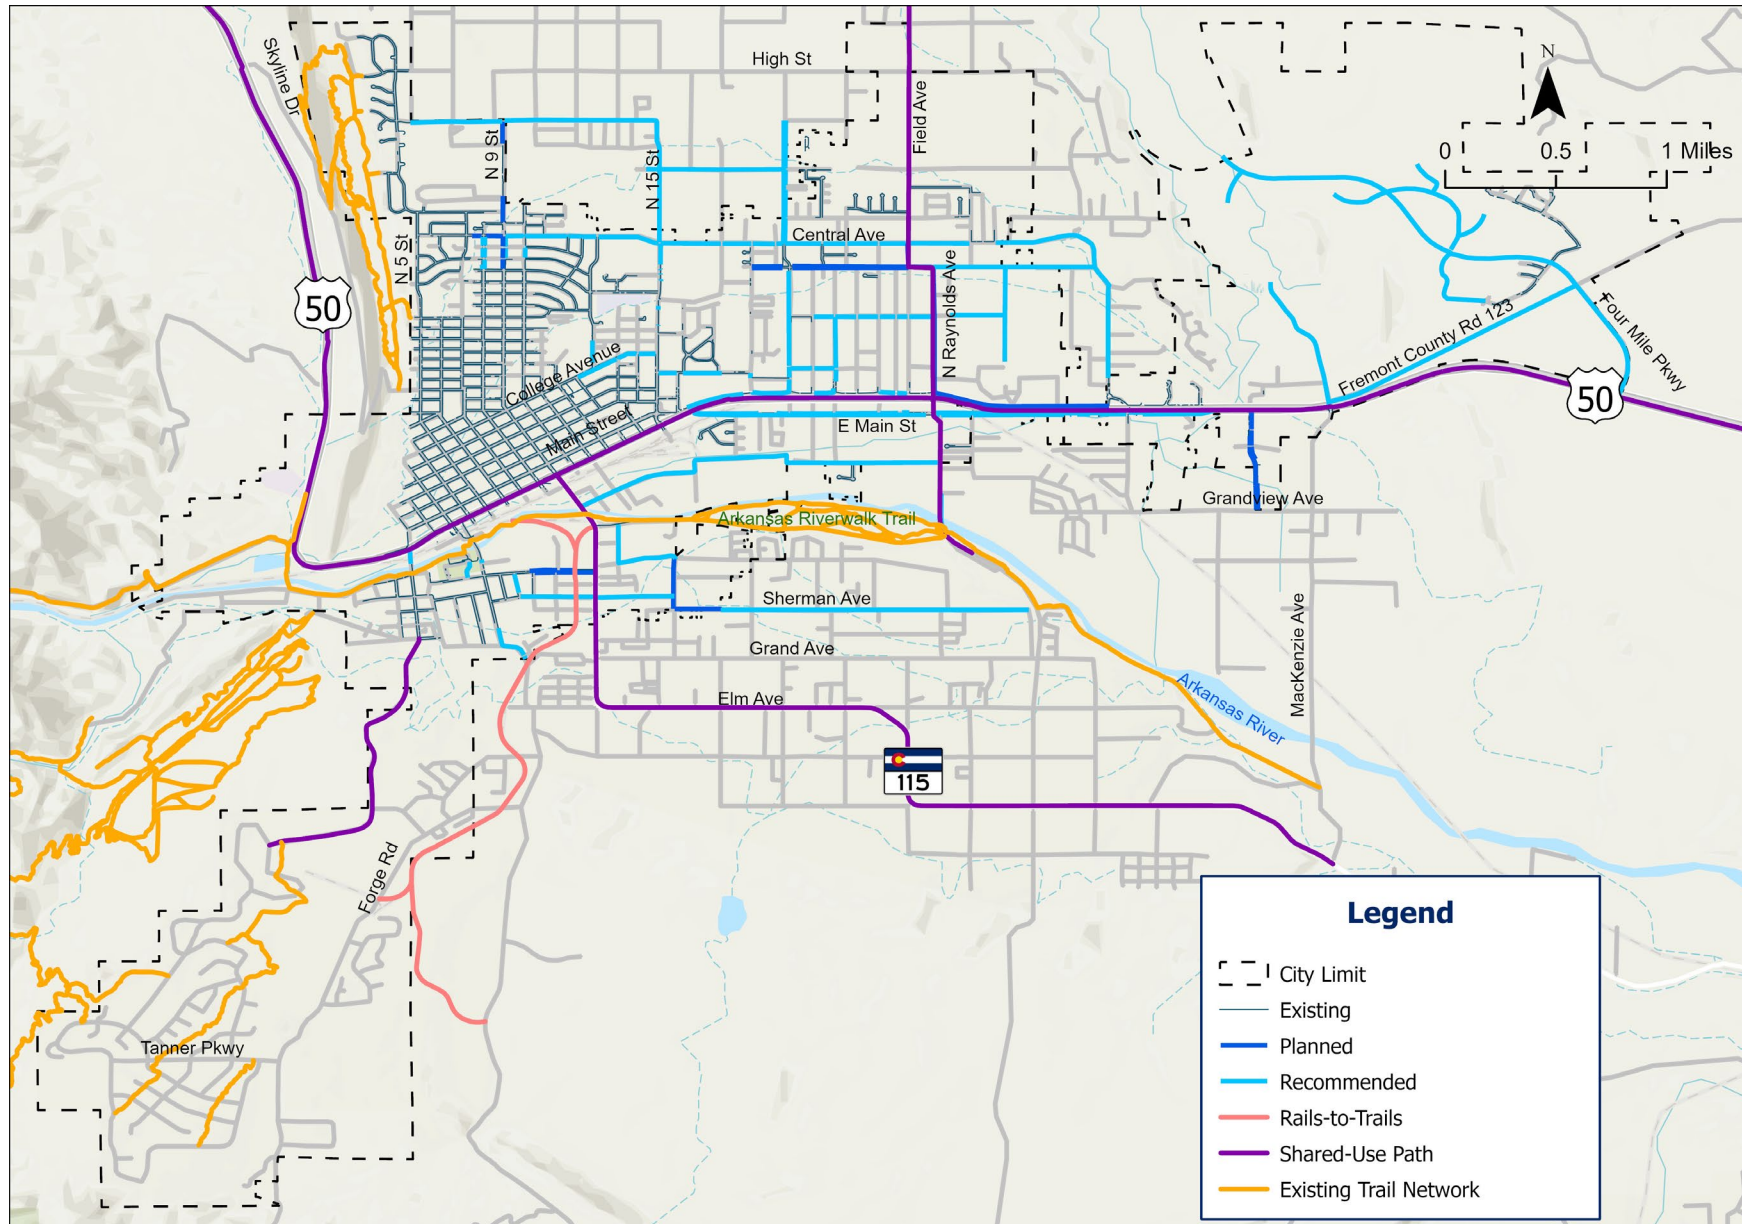 Skyline Dr
High St
Field Ave
N
0 0.5 1 Miles
N 9 St
N 15 St
N 5 St
Central Ave
50
N Raynolds Ave
Four Mile Pkwy
Fremont County Rd 123
50
College Avenue
Main Street
E Main St
Grandview Ave
Arkansas Riverwalk Trail
Sherman Ave
Grand Ave
MacKenzie Ave
Elm Ave
Arkansas River
115
Forge Rd
Tanner Pkwy
Legend
City Limit
Existing
Planned
Recommended
Rails-to-Trails
Shared-Use Path
Existing Trail Network